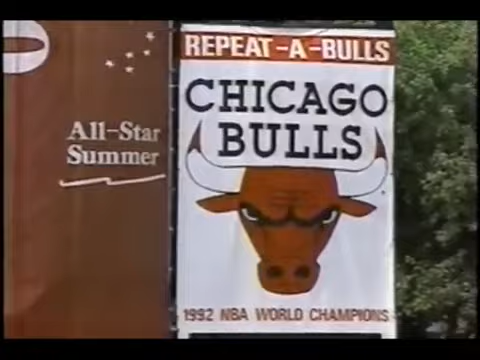 All-Star
Summer
REPEAT-A-BULLS
CHICAGO
BULLS
1992 NBA WORLD CHAMPIONS